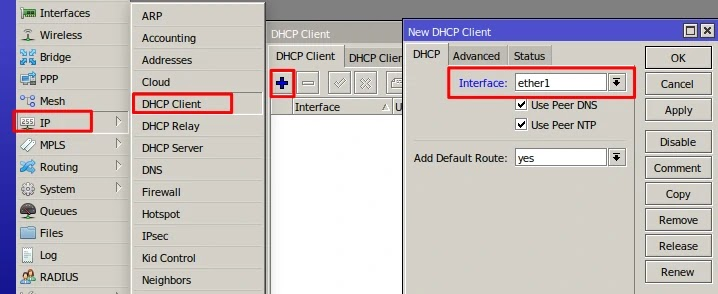 Interfaces
Wireless
Bridge
PPP
Mesh
255
IP
MPLS
Routing
System
Queues
Files
Log
RADIUS
ARP
Accounting
Addresses
Cloud
DHCP Client
DHCP Relay
DHCP Server
DNS
Firewall
Hotspot
IPsec
Kid Control
Neighbors
DHCP Client
DHCP Client DHCP Client
Interface U
New DHCP Client
DHCP Advanced Status
Interface: ether1
Use Peer DNS
Use Peer NTP
Add Default Route: yes
OK
Cancel
Apply
Disable
Comment
Copy
Remove
Release
Renew